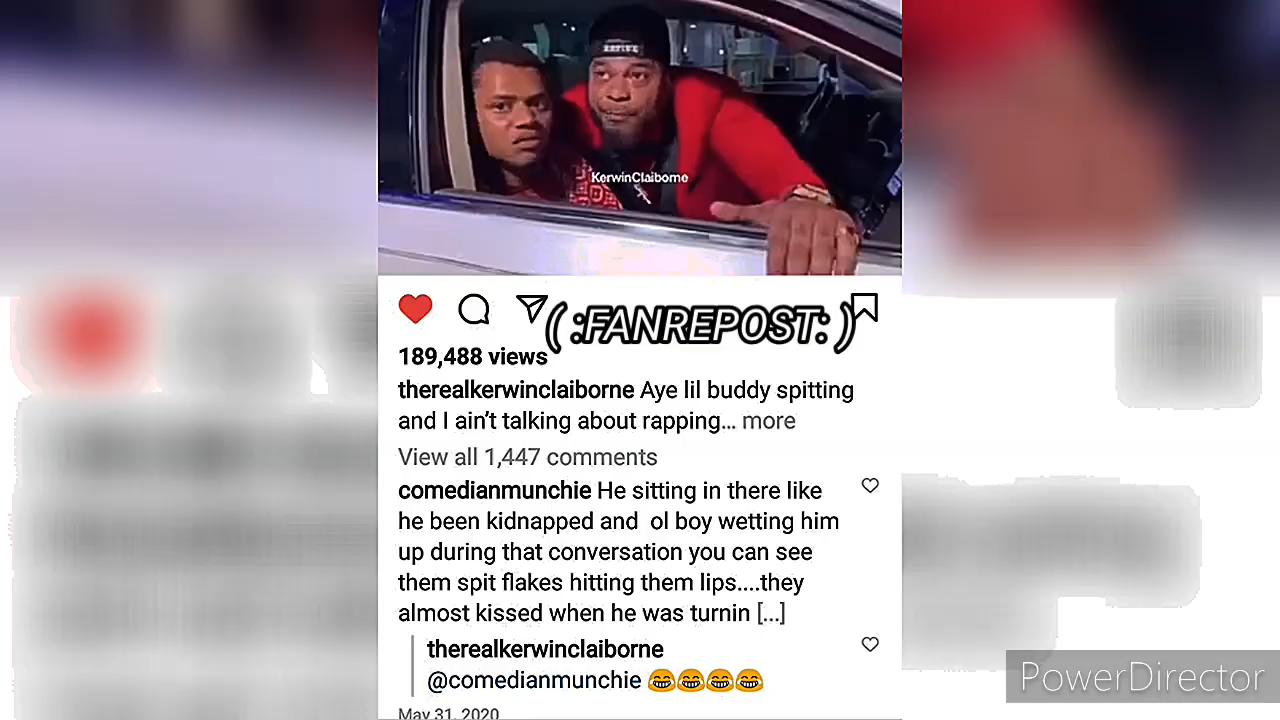 KerwinClaiborne
( :FANREPOST: )
189,488 views
therealkerwinclaiborne Aye lil buddy spitting
and I ain't talking about rapping... more
View all 1,447 comments
comedianmunchie He sitting in there like
he been kidnapped and ol boy wetting him
up during that conversation you can see
them spit flakes hitting them lips....they
almost kissed when he was turnin [...]
therealkerwinclaiborne
@comedianmunchie 😂😂😂😂
May 31, 2020
PowerDirector